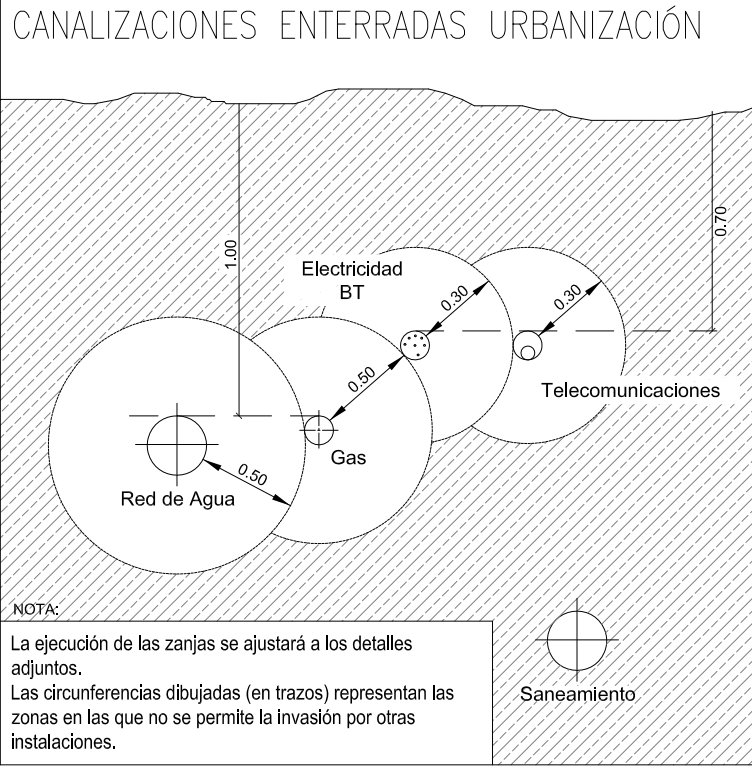 CANALIZACIONES ENTERRADAS URBANIZACIÓN
1.00
0.70
Electricidad
BT
0.30
0.30
0.50
Telecomunicaciones
Gas
0.50
Red de Agua
NOTA:
La ejecución de las zanjas se ajustará a los detalles
adjuntos.
Las circunferencias dibujadas (en trazos) representan las
zonas en las que no se permite la invasión por otras
instalaciones.
Saneamiento